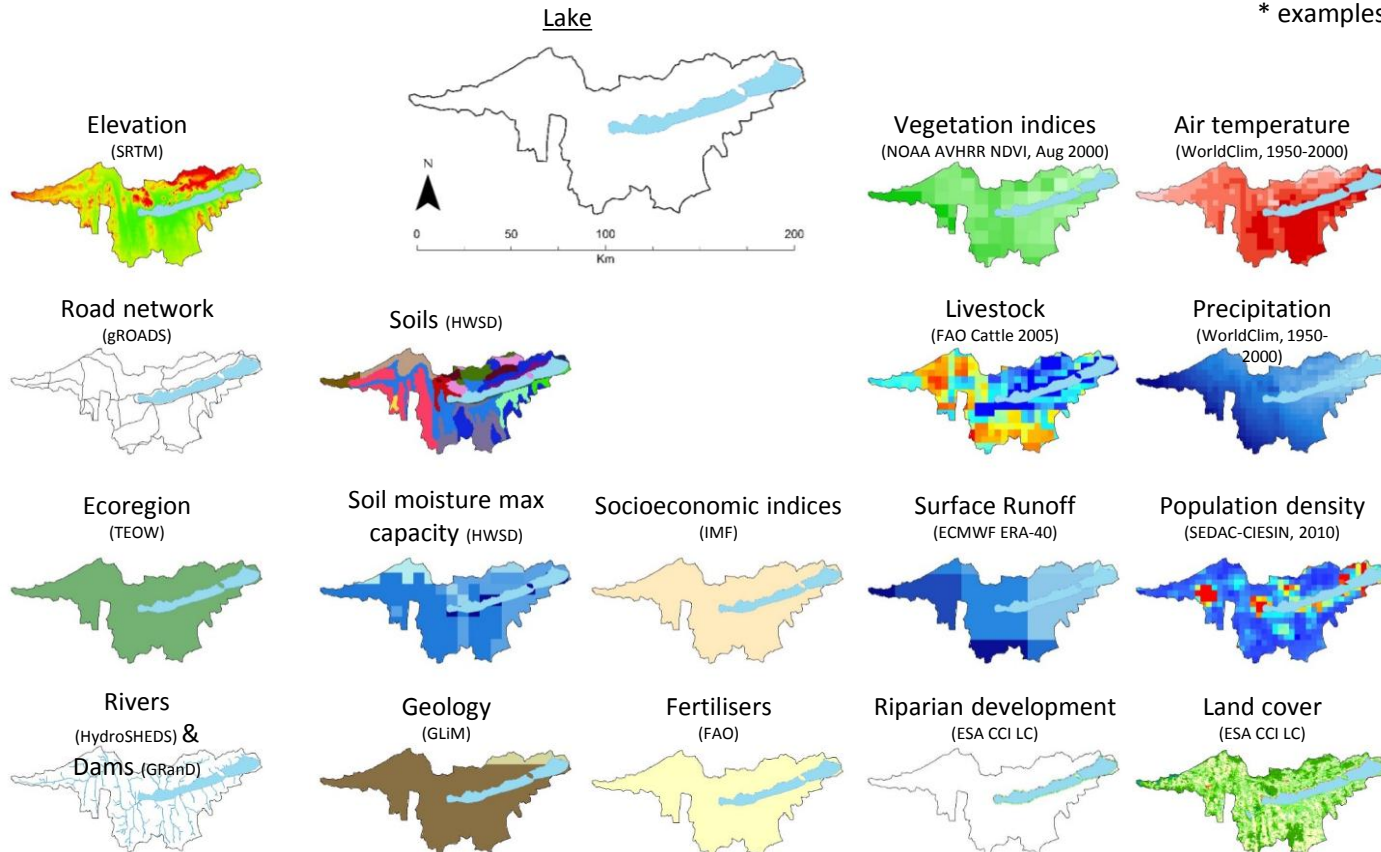 Lake
* examples
N
0
50
100
200
Km
Elevation
(SRTM)
Vegetation indices
(NOAA AVHRR NDVI, Aug 2000)
Air temperature
(WorldClim, 1950-2000)
Road network
(gROADS)
Soils (HWSD)
Livestock
(FAO Cattle 2005)
Precipitation
(WorldClim, 1950-
2000)
Ecoregion
(TEOW)
Soil moisture max
capacity (HWSD)
Socioeconomic indices
(IMF)
Surface Runoff
(ECMWF ERA-40)
Population density
(SEDAC-CIESIN, 2010)
Rivers
(HydroSHEDS) &
Dams (GRanD)
Geology
(GLiM)
Fertilisers
(FAO)
Riparian development
(ESA CCI LC)
Land cover
(ESA CCI LC)